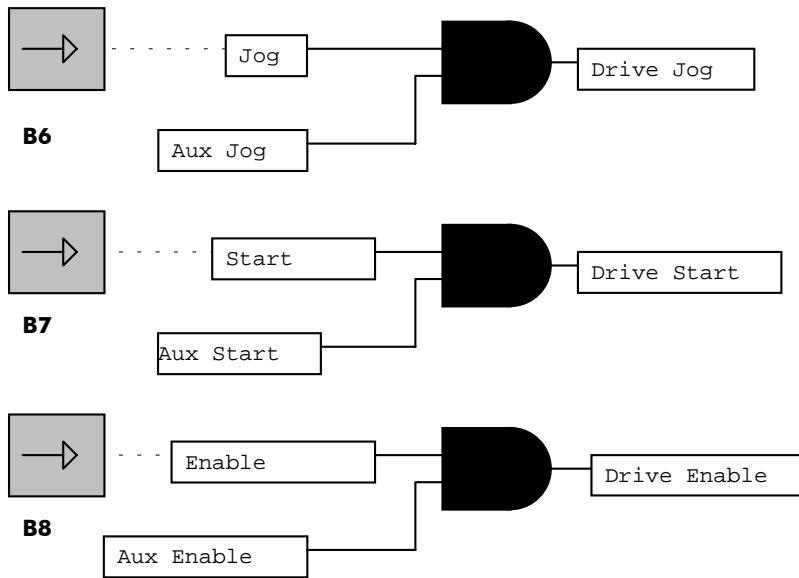 Jog
Drive Jog
B6
Aux Jog
Start
Drive Start
B7
Aux Start
Enable
Drive Enable
B8
Aux Enable